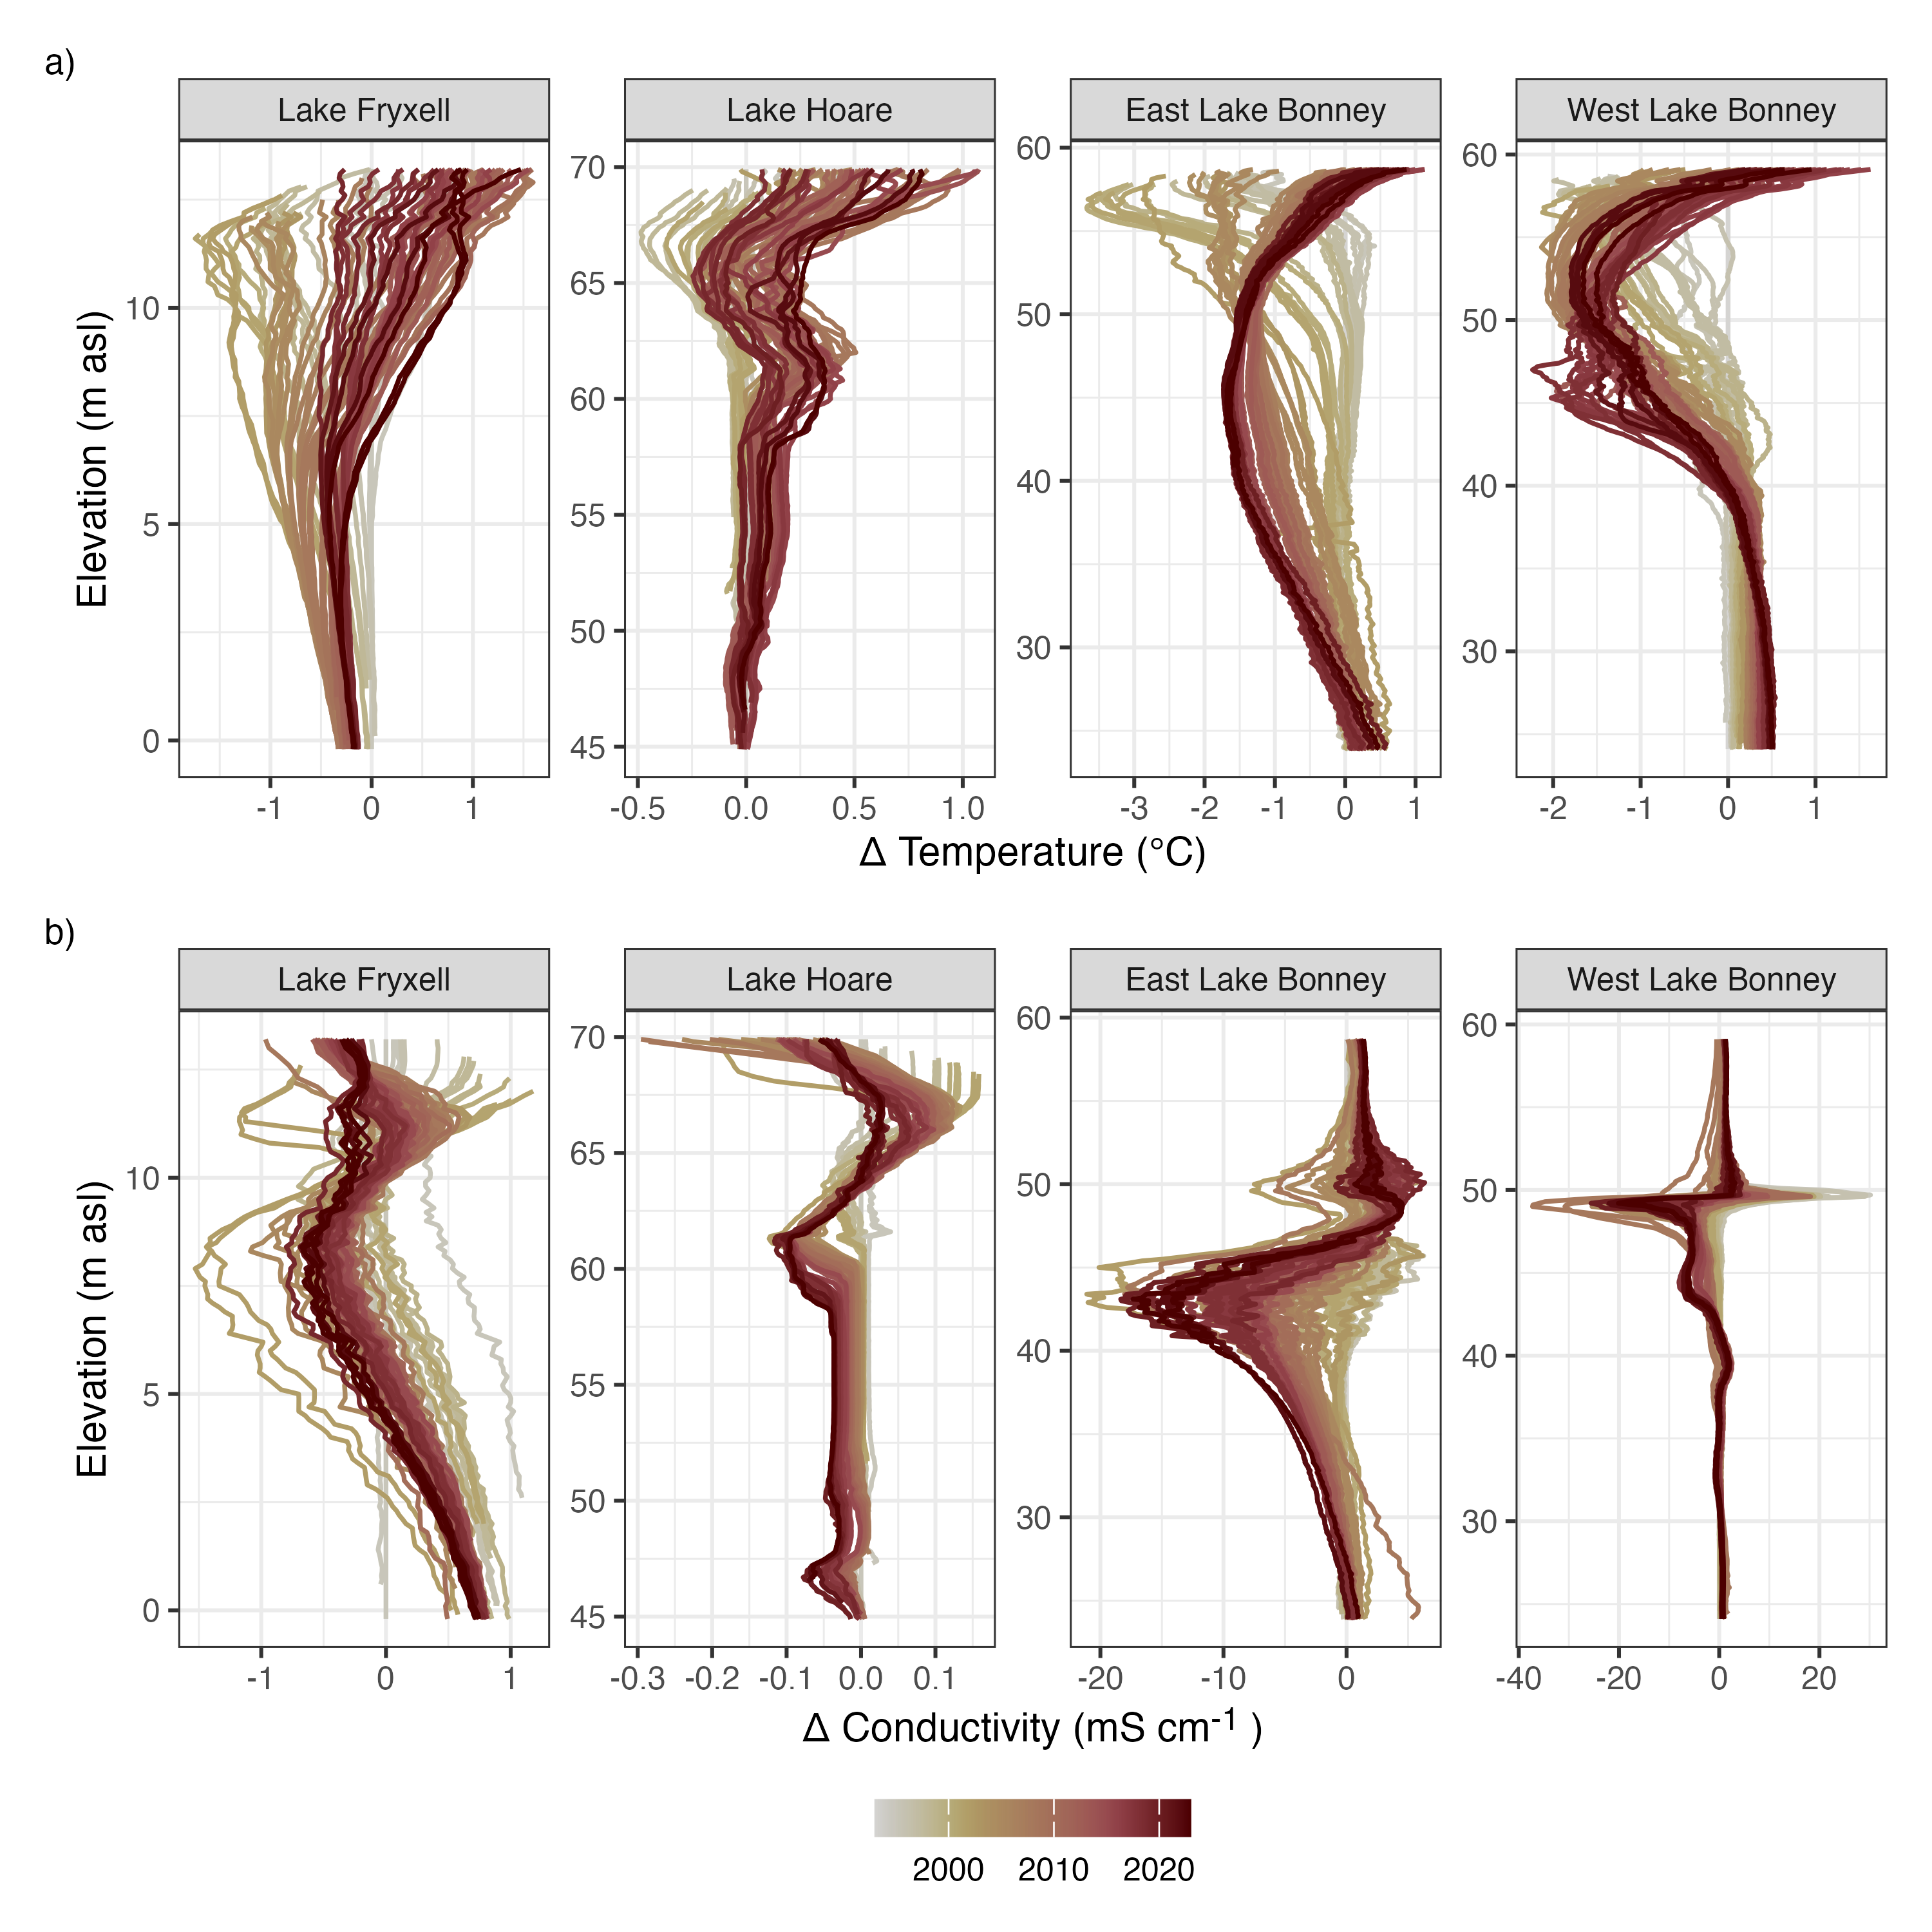 a)
Lake Fryxell Lake Hoare East Lake Bonney West Lake Bonney
Elevation (m asl)
10
5
0
70
65
60
55
50
45
60
50
40
30
60
50
40
30
-1 0 1
-0.5 0.0 0.5 1.0
-3 -2 -1 0 1
-2 -1 0 1
Δ Temperature (°C)
b)
Lake Fryxell Lake Hoare East Lake Bonney West Lake Bonney
Elevation (m asl)
10
5
0
70
65
60
55
50
45
60
50
40
30
60
50
40
30
-1 0 1
-0.3 -0.2 -0.1 0.0 0.1
-20 -10 0
-40 -20 0 20
Δ Conductivity (mS cm⁻¹ )
2000 2010 2020